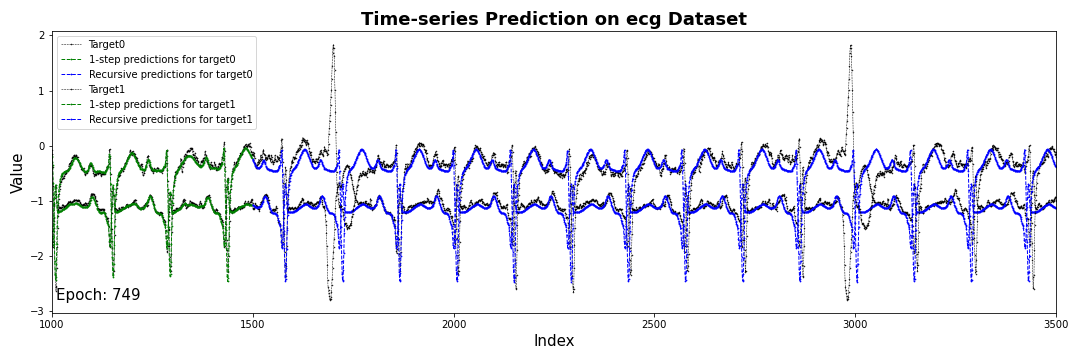 Time-series Prediction on ecg Dataset
Target0
1-step predictions for target0
Recursive predictions for target0
Target1
1-step predictions for target1
Recursive predictions for target1
Value
2
1
0
−1
−2
−3
Epoch: 749
1000 1500 2000 2500 3000 3500
Index